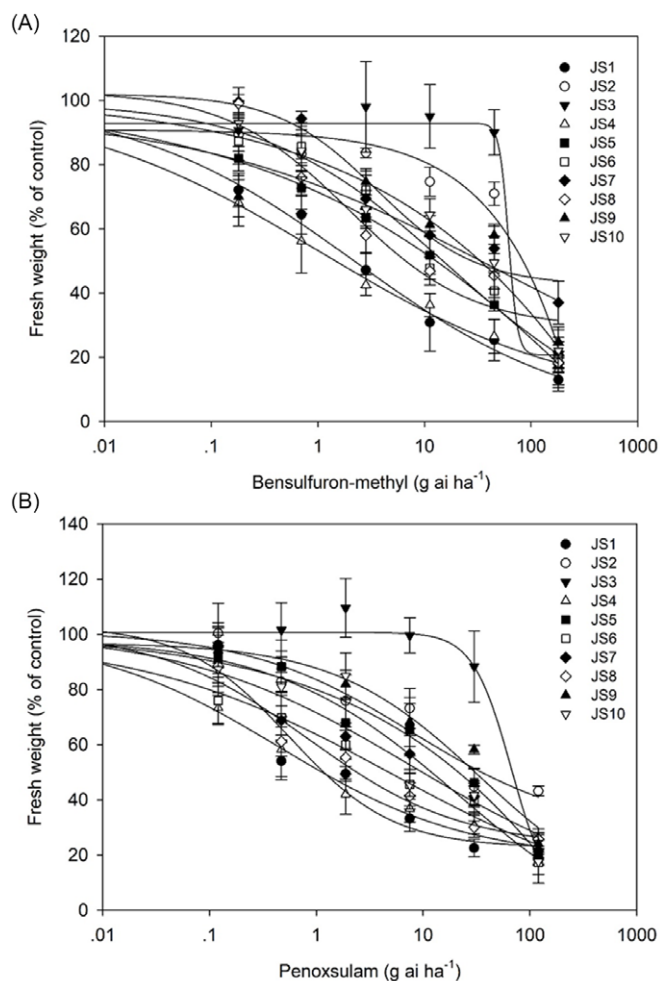 (A)
120
100
80
60
40
20
0
Fresh weight (% of control)
JS1
JS2
JS3
JS4
JS5
JS6
JS7
JS8
JS9
JS10
.01 .1 1 10 100 1000
Bensulfuron-methyl (g ai ha⁻¹)
(B)
140
120
100
80
60
40
20
0
Fresh weight (% of control)
JS1
JS2
JS3
JS4
JS5
JS6
JS7
JS8
JS9
JS10
.01 .1 1 10 100 1000
Penoxsulam (g ai ha⁻¹)